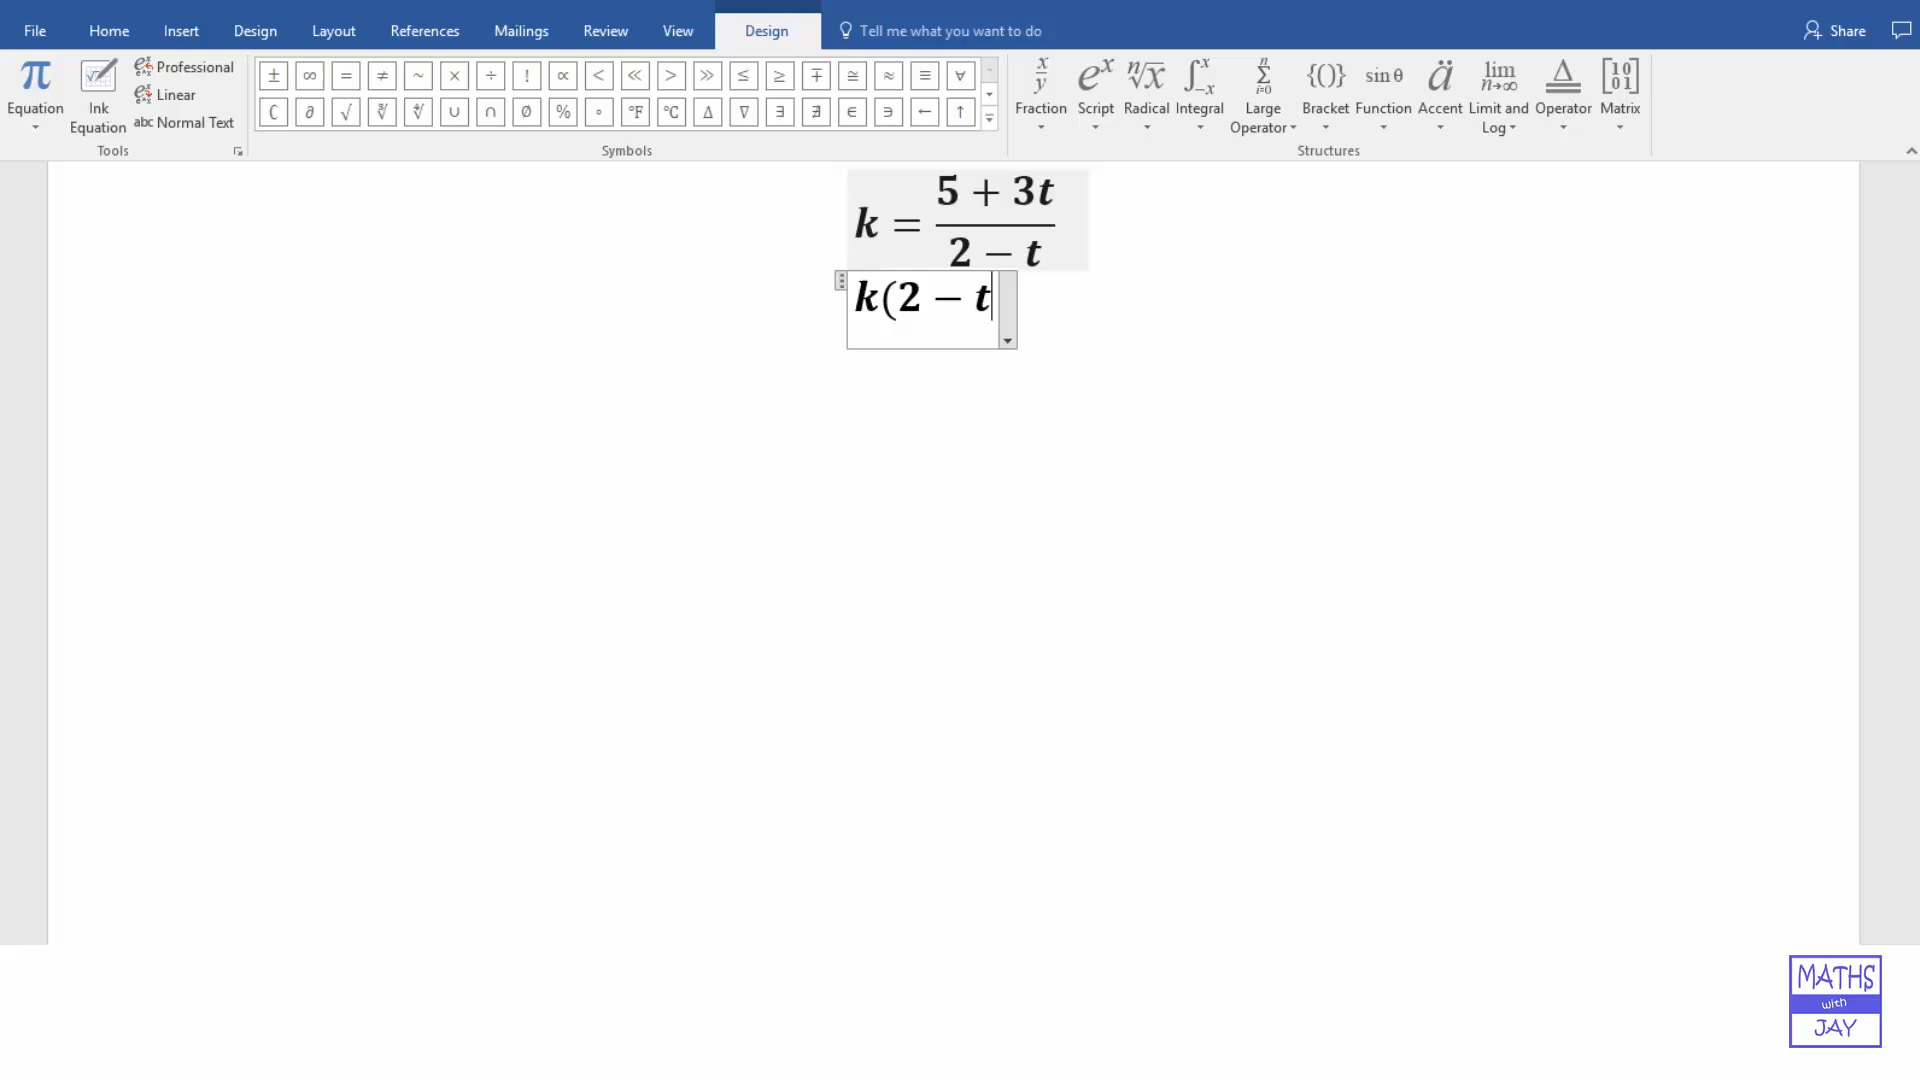 File Home Insert Design Layout References Mailings Review View Design Tell me what you want to do Share
Equation
Ink Equation
Professional
Linear
abc Normal Text
Tools
± ∞ = ≠ ~ × ÷ ! ∝ < ≪ > ≫ ≤ ≥ ∓ ≅ ≈ ≡ ∀
∁ ∂ √ ∛ ∜ ∪ ∩ ∅ % ° °F °C ∆ ∇ ∃ ∄ ∈ ∋ ← ↑
Symbols
Fraction Script Radical Integral Large Operator Bracket Function Accent Limit and Log Operator Matrix
Structures
k = (5 + 3t)/(2 − t)
k(2 − t
MATHS
with
JAY